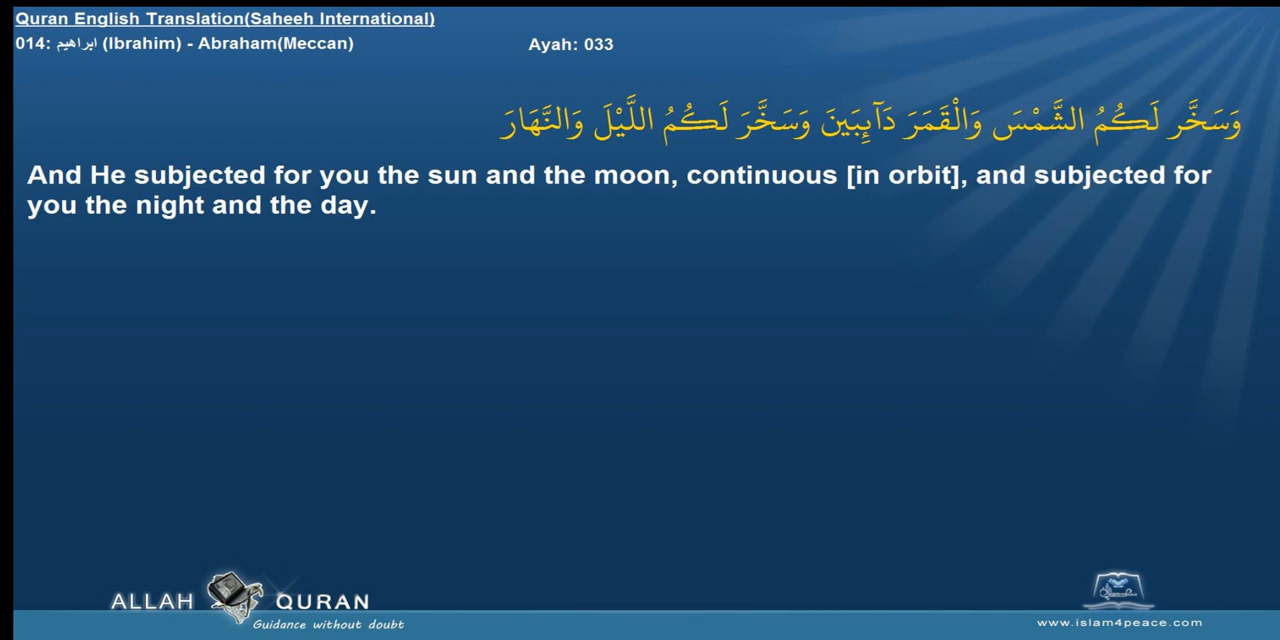 Quran English Translation(Saheeh International)
014: ابراهيم (Ibrahim) - Abraham(Meccan)
Ayah: 033
وَسَخَّر لَكُمُ الشَّمْسَ وَالْقَمَرَ دَآئِبَينَ وَسَخَّرَ لَكُمُ اللَّيْلَ وَالنَّهَارَ
And He subjected for you the sun and the moon, continuous [in orbit], and subjected for
you the night and the day.
ALLAH QURAN
Guidance without doubt
www.islam4peace.com